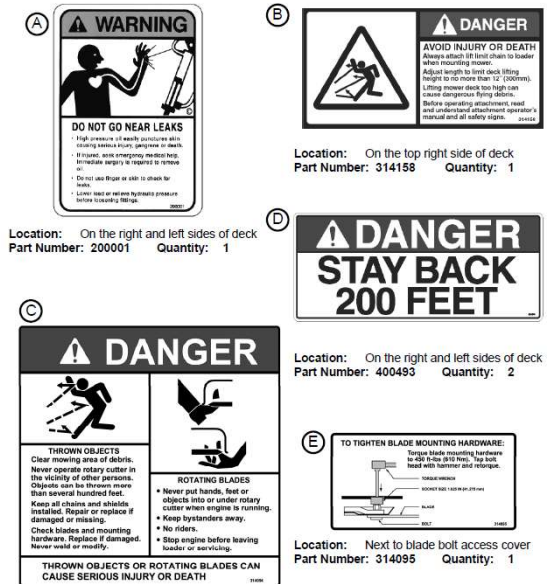 A
WARNING
DO NOT GO NEAR LEAKS
• High pressure oil easily punctures skin
causing serious injury, gangrene or death.
• If injured, seek emergency medical help.
Immediate surgery is required to remove
oil.
• Do not use finger or skin to check for
leaks.
• Lower load or relieve hydraulic pressure
before loosening fittings.
200001
Location: On the right and left sides of deck
Part Number: 200001 Quantity: 1
B
DANGER
AVOID INJURY OR DEATH
Always attach lift limit chain to loader
when mounting mower.
Adjust length to limit deck lifting
height to no more than 12" (300mm).
Lifting mower deck too high can
cause dangerous flying debris.
Before operating attachment, read
and understand attachment operator's
manual and all safety signs.
314158
Location: On the top right side of deck
Part Number: 314158 Quantity: 1
C
DANGER
THROWN OBJECTS
Clear mowing area of debris.
Never operate rotary cutter in
the vicinity of other persons.
Objects can be thrown more
than several hundred feet.
Keep all chains and shields
installed. Repair or replace if
damaged or missing.
Check blades and mounting
hardware. Replace if damaged.
Never weld or modify.
ROTATING BLADES
• Never put hands, feet or
objects into or under rotary
cutter when engine is running.
• Keep bystanders away.
• No riders.
• Stop engine before leaving
loader or servicing.
THROWN OBJECTS OR ROTATING BLADES CAN
CAUSE SERIOUS INJURY OR DEATH
D
DANGER
STAY BACK
200 FEET
Location: On the right and left sides of deck
Part Number: 400493 Quantity: 2
E
TO TIGHTEN BLADE MOUNTING HARDWARE:
Torque blade mounting hardware
to 450 ft-lbs (610 Nm). Tap bolt
head with hammer and retorque.
TORQUE WRENCH
SOCKET SIZE 1.625 IN (41.275 mm)
BLADE
BOLT
314095
Location: Next to blade bolt access cover
Part Number: 314095 Quantity: 1